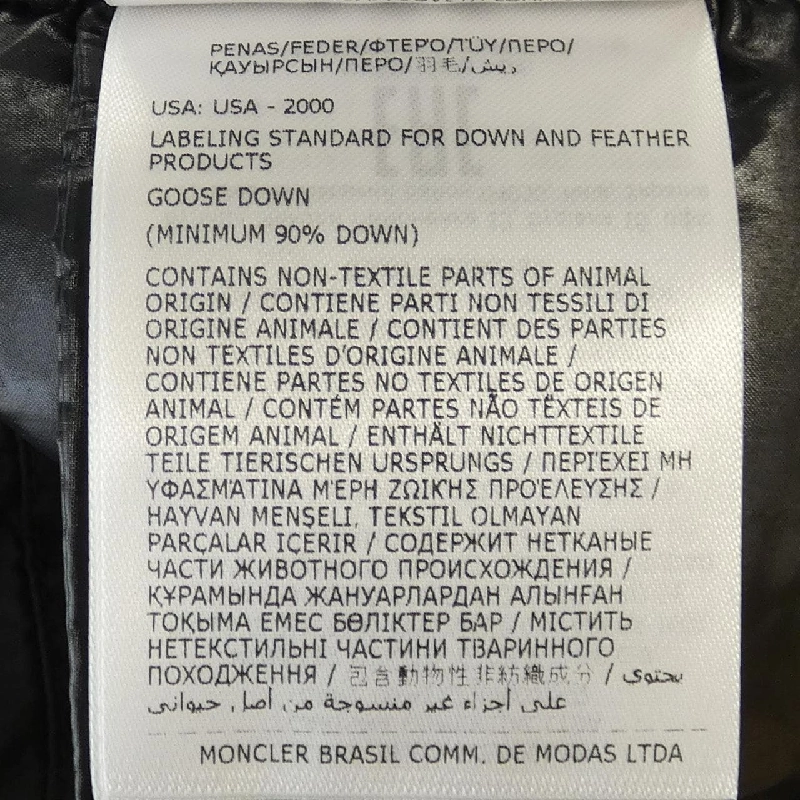 PENAS/FEDER/ΦΤΕΡΌ/TÜY/ПЕРО/
ҚАУЫРСЫН/ПЕРО/羽毛/ريش
USA: USA - 2000
LABELING STANDARD FOR DOWN AND FEATHER
PRODUCTS
GOOSE DOWN
(MINIMUM 90% DOWN)
CONTAINS NON-TEXTILE PARTS OF ANIMAL
ORIGIN / CONTIENE PARTI NON TESSILI DI
ORIGINE ANIMALE / CONTIENT DES PARTIES
NON TEXTILES D'ORIGINE ANIMALE /
CONTIENE PARTES NO TEXTILES DE ORIGEN
ANIMAL / CONTÉM PARTES NÃO TÊXTEIS DE
ORIGEM ANIMAL / ENTHÄLT NICHTTEXTILE
TEILE TIERISCHEN URSPRUNGS / ΠΕΡΙΈΧΕΙ ΜΗ
ΥΦΑΣΜΆΤΙΝΑ ΜΈΡΗ ΖΩΙΚΉΣ ΠΡΟΈΛΕΥΣΗΣ /
HAYVAN MENŞELI, TEKSTIL OLMAYAN
PARÇALAR IÇERIR / СОДЕРЖИТ НЕТКАНЫЕ
ЧАСТИ ЖИВОТНОГО ПРОИСХОЖДЕНИЯ /
ҚҰРАМЫНДА ЖАНУАРЛАРДАН АЛЫНҒАН
ТОҚЫМА ЕМЕС БӨЛІКТЕР БАР / МІСТИТЬ
НЕТЕКСТИЛЬНІ ЧАСТИНИ ТВАРИННОГО
ПОХОДЖЕННЯ / 包含動物性非紡織成分 / يحتوي
على أجزاء غير منسوجة من أصل حيواني
MONCLER BRASIL COMM. DE MODAS LTDA